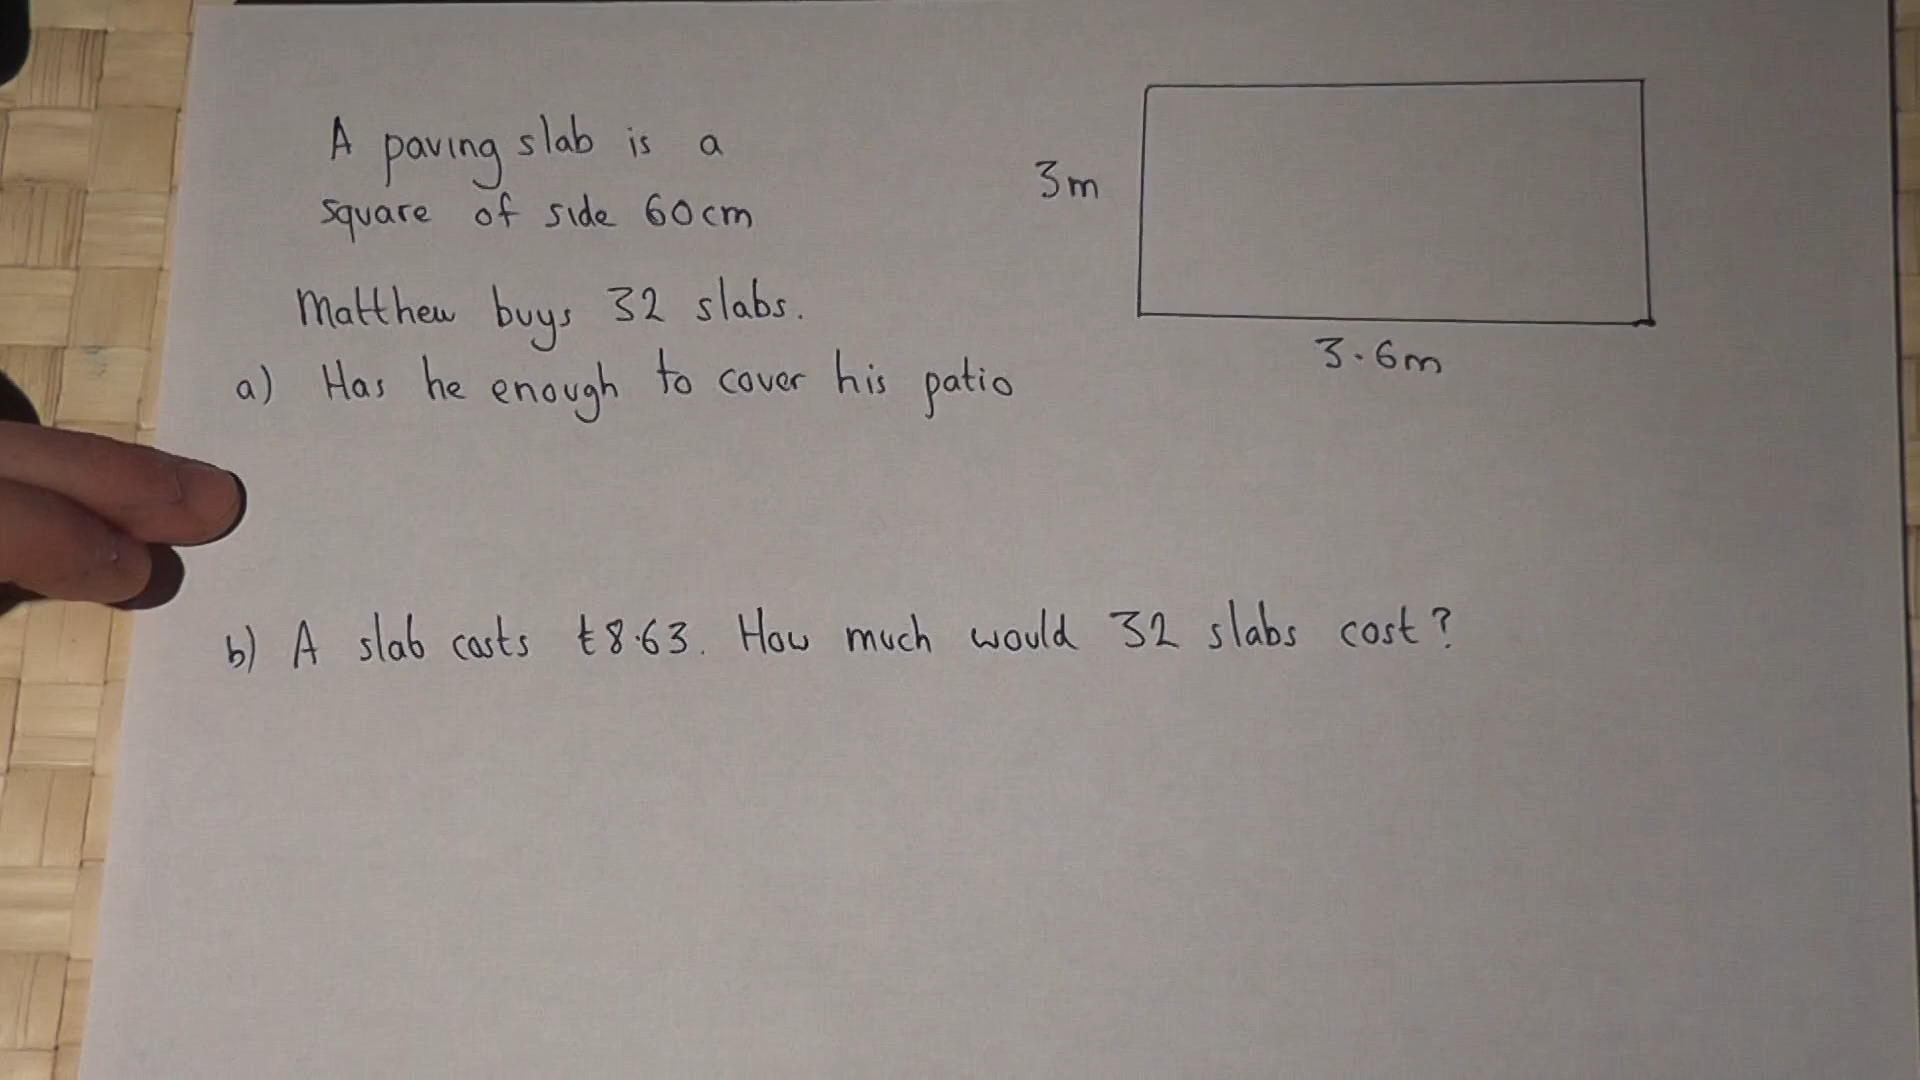 A paving slab is a
square of side 60cm
3m
Matthew buys 32 slabs.
3.6m
a) Has he enough to cover his patio
b) A slab costs £8.63. How much would 32 slabs cost?